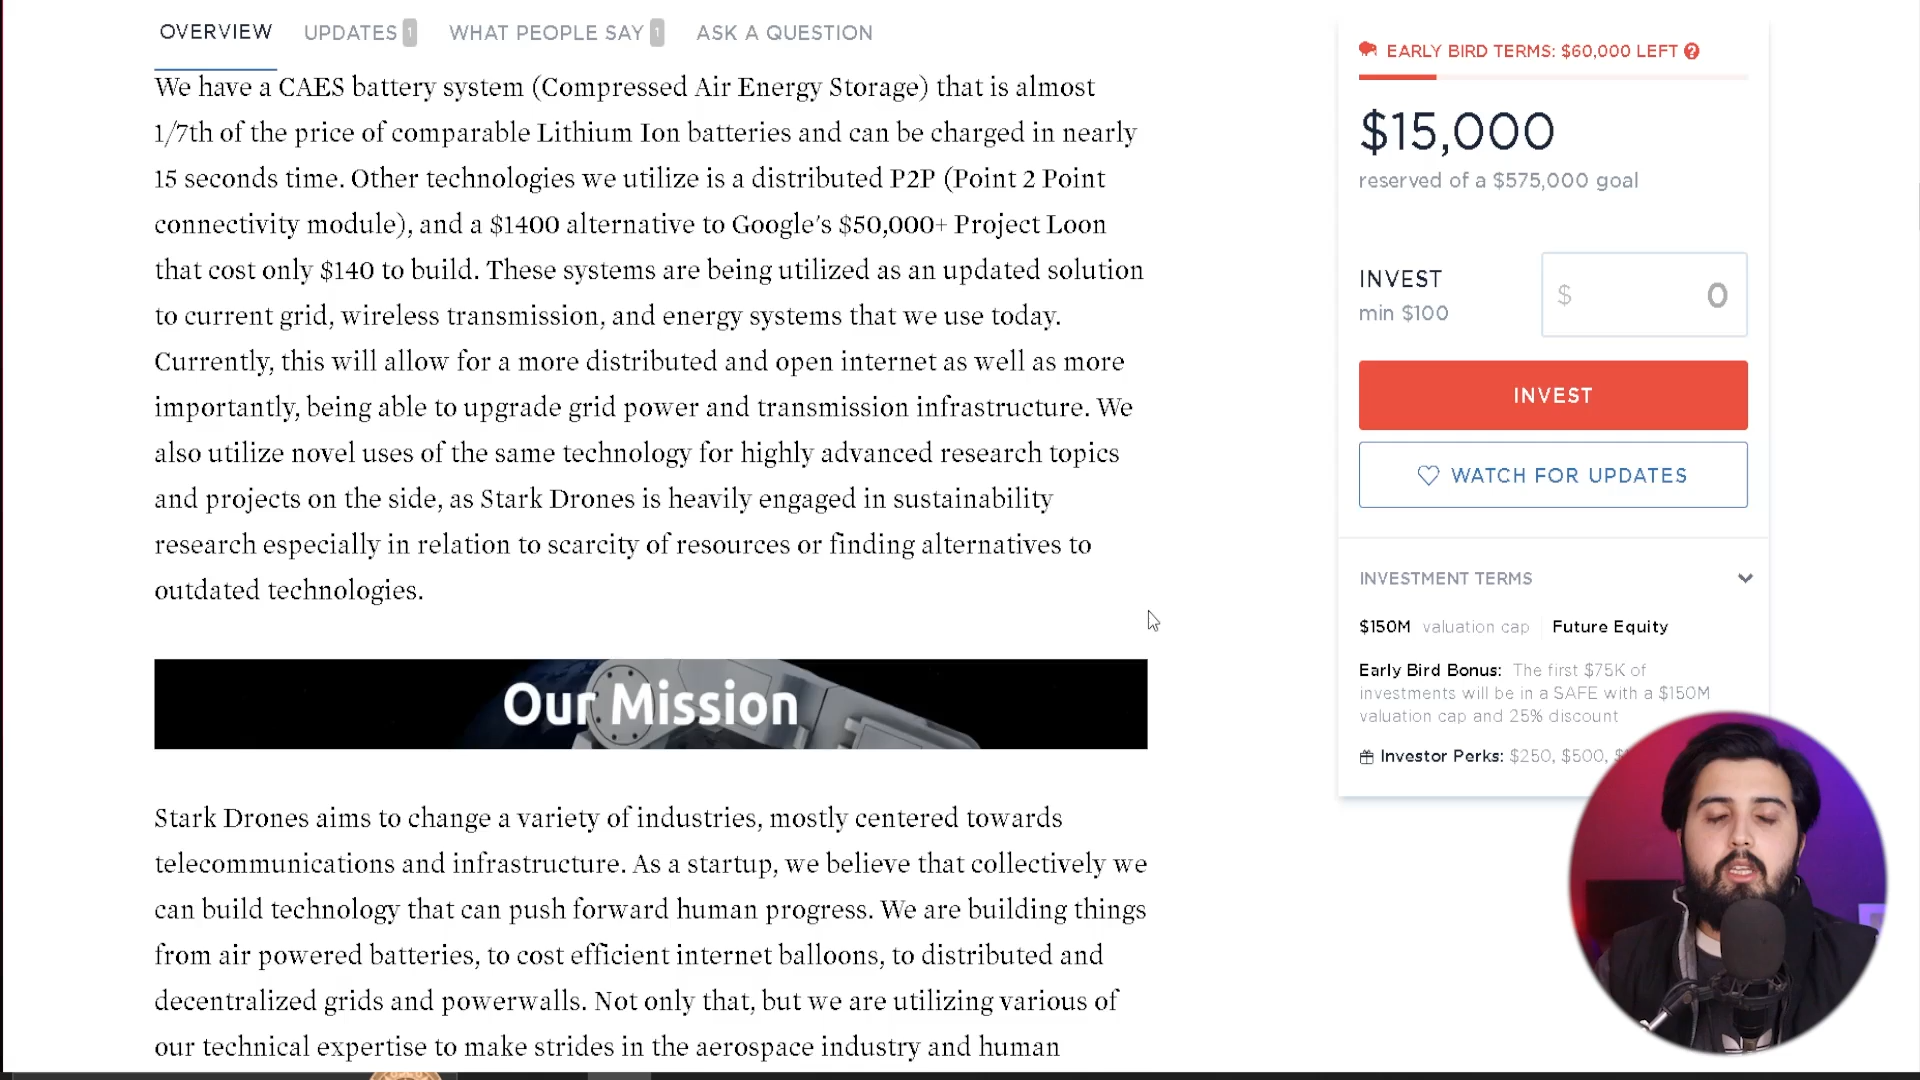 OVERVIEW
UPDATES 1
WHAT PEOPLE SAY 1
ASK A QUESTION
We have a CAES battery system (Compressed Air Energy Storage) that is almost
1/7th of the price of comparable Lithium Ion batteries and can be charged in nearly
15 seconds time. Other technologies we utilize is a distributed P2P (Point 2 Point
connectivity module), and a $1400 alternative to Google's $50,000+ Project Loon
that cost only $140 to build. These systems are being utilized as an updated solution
to current grid, wireless transmission, and energy systems that we use today.
Currently, this will allow for a more distributed and open internet as well as more
importantly, being able to upgrade grid power and transmission infrastructure. We
also utilize novel uses of the same technology for highly advanced research topics
and projects on the side, as Stark Drones is heavily engaged in sustainability
research especially in relation to scarcity of resources or finding alternatives to
outdated technologies.
Our Mission
Stark Drones aims to change a variety of industries, mostly centered towards
telecommunications and infrastructure. As a startup, we believe that collectively we
can build technology that can push forward human progress. We are building things
from air powered batteries, to cost efficient internet balloons, to distributed and
decentralized grids and powerwalls. Not only that, but we are utilizing various of
our technical expertise to make strides in the aerospace industry and human
EARLY BIRD TERMS: $60,000 LEFT ?
$15,000
reserved of a $575,000 goal
INVEST
min $100
$ 0
INVEST
WATCH FOR UPDATES
INVESTMENT TERMS
$150M valuation cap Future Equity
Early Bird Bonus: The first $75K of
investments will be in a SAFE with a $150M
valuation cap and 25% discount
Investor Perks: $250, $500,